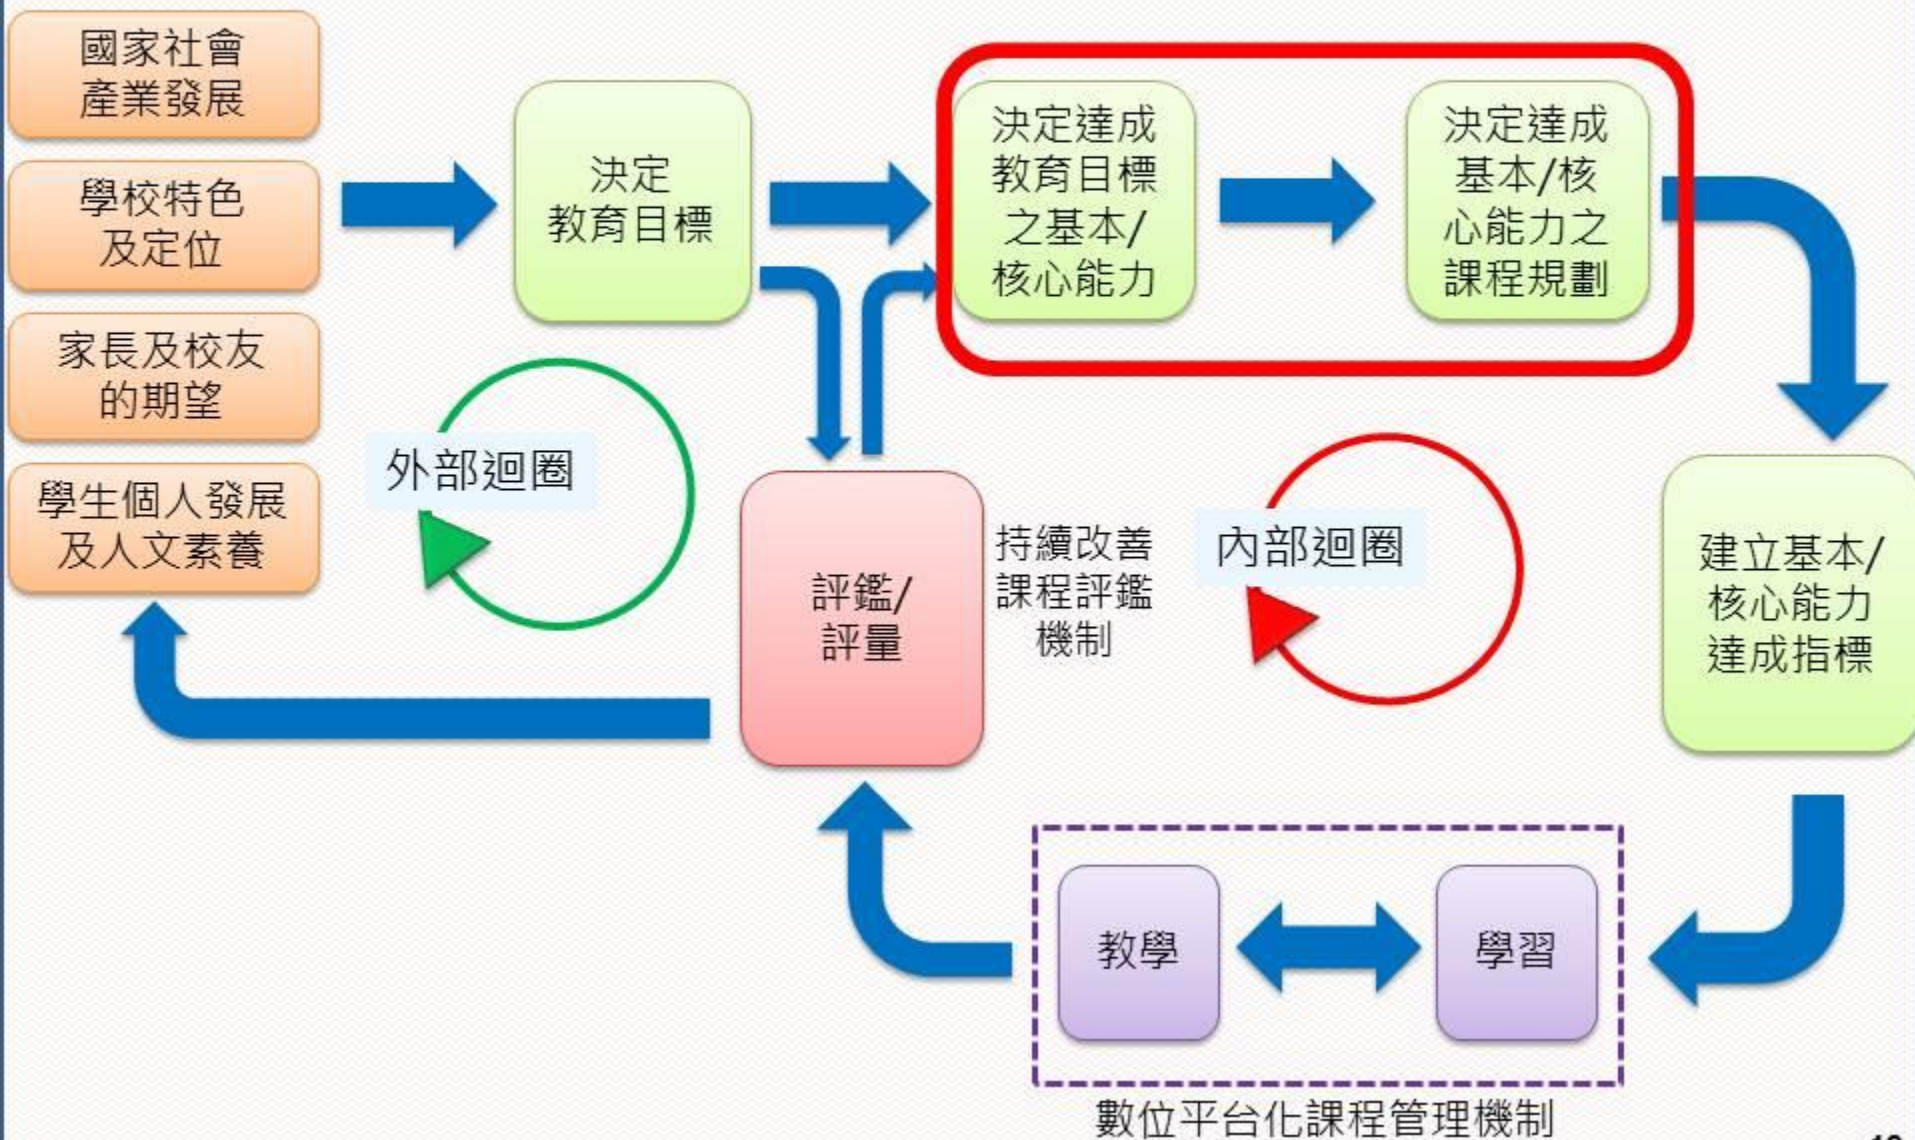 國家社會
產業發展
學校特色
及定位
家長及校友
的期望
學生個人發展
及人文素養
決定
教育目標
決定達成
教育目標
之基本/
核心能力
決定達成
基本/核
心能力之
課程規劃
外部迴圈
評鑑/
評量
持續改善
課程評鑑
機制
內部迴圈
建立基本/
核心能力
達成指標
教學
學習
數位平台化課程管理機制